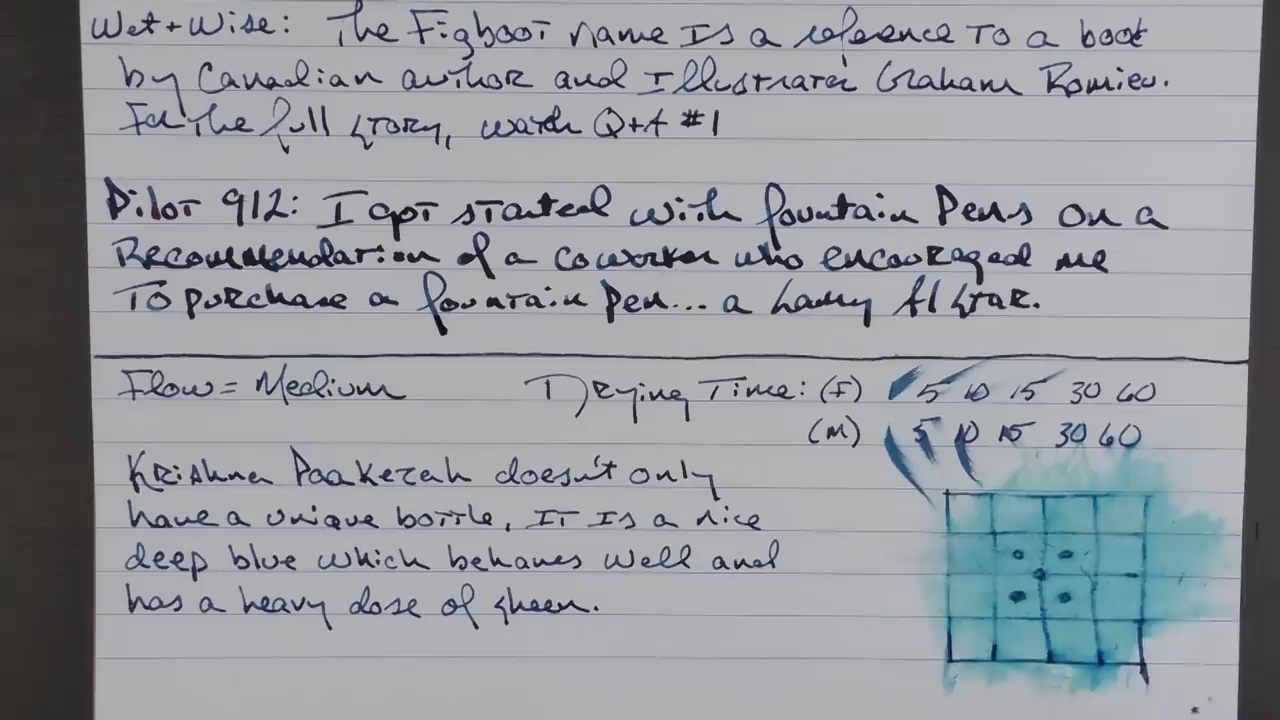 Wet + Wise: The Figboot name Is a reference To a book
by Canadian author and Illustrator Graham Romieu.
For the full story, watch Q+A #1
Pilot 912: I got started with fountain Pens on a
Recommendation of a coworker who encouraged me
To purchase a fountain Pen... a Lamy Al Star.
Flow = Medium Drying Time: (F) 5 10 15 30 60
(M) 5 10 15 30 60
Krishna Paakezah doesn't only
have a unique bottle, IT Is a nice
deep blue which behaves well and
has a heavy dose of sheen.